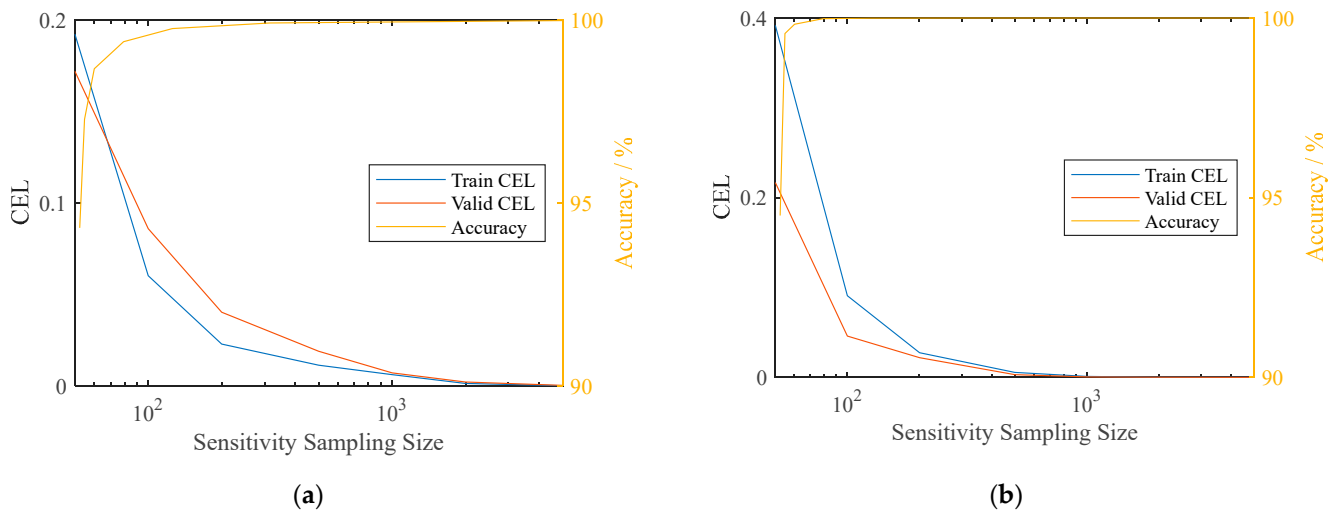 0.2
0.1
0
CEL
10²
10³
Sensitivity Sampling Size
100
95
90
Accuracy / %
Train CEL
Valid CEL
Accuracy
(a)
0.4
0.2
0
CEL
10²
10³
Sensitivity Sampling Size
100
95
90
Accuracy / %
Train CEL
Valid CEL
Accuracy
(b)